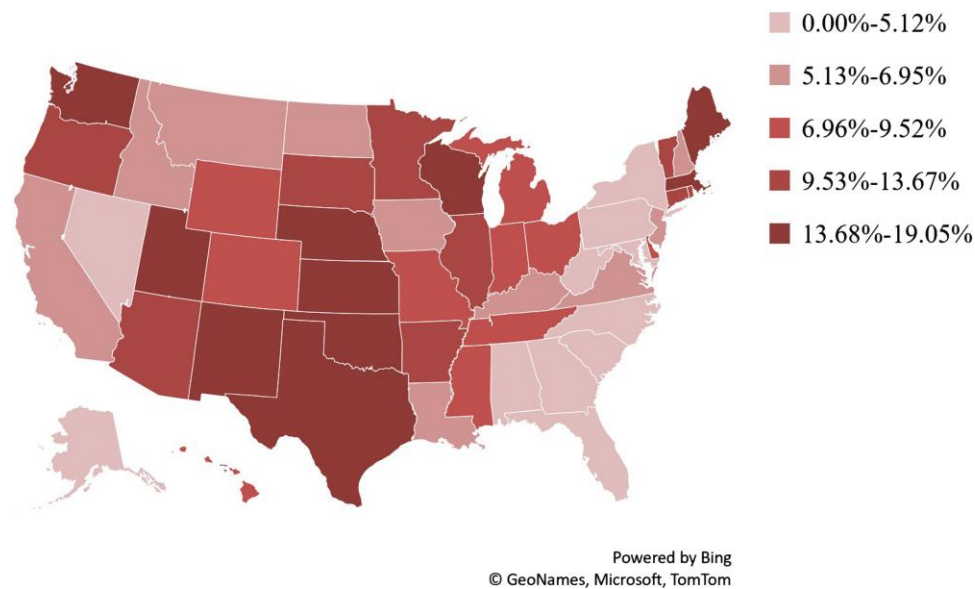 0.00%-5.12%
5.13%-6.95%
6.96%-9.52%
9.53%-13.67%
13.68%-19.05%
Powered by Bing
© GeoNames, Microsoft, TomTom